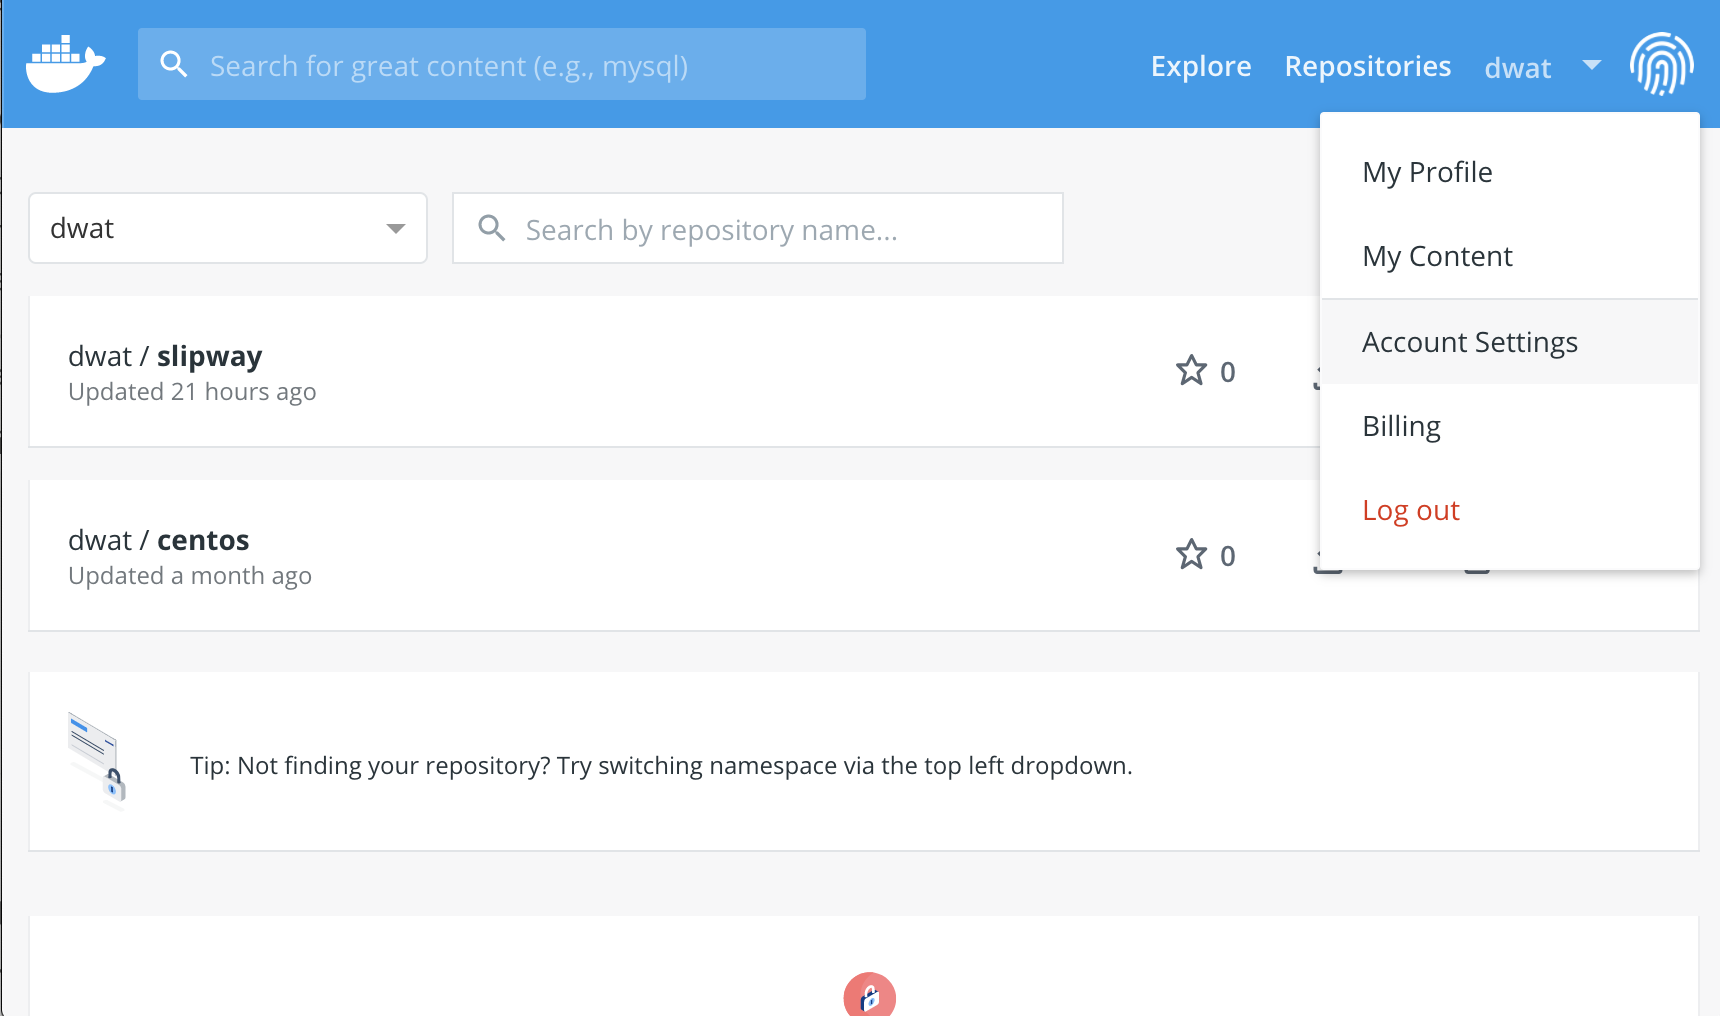 Search for great content (e.g., mysql)
Explore Repositories dwat
My Profile
My Content
Account Settings
Billing
Log out
dwat
Search by repository name...
dwat / slipway
Updated 21 hours ago
0
dwat / centos
Updated a month ago
0
Tip: Not finding your repository? Try switching namespace via the top left dropdown.